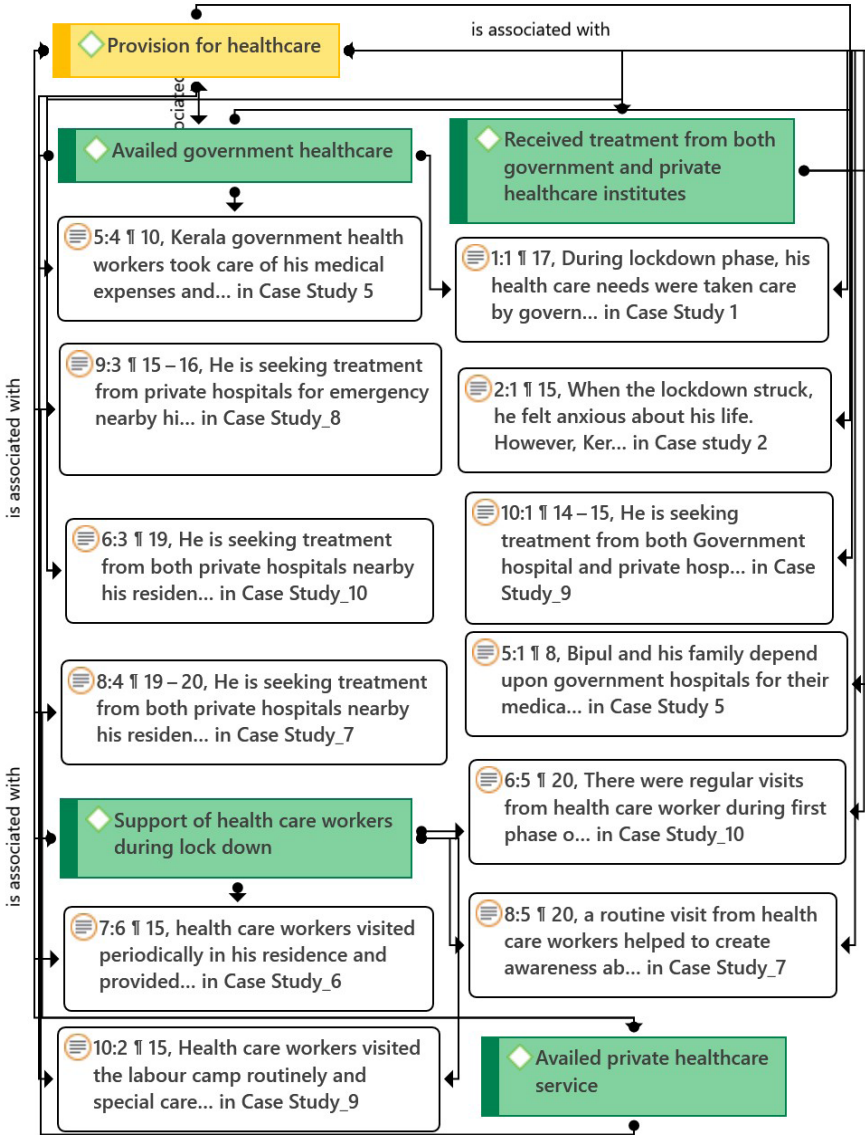 is associated with
Provision for healthcare
ociated
Availed government healthcare
Received treatment from both
government and private
healthcare institutes
5:4 ¶ 10, Kerala government health
workers took care of his medical
expenses and... in Case Study 5
1:1 ¶ 17, During lockdown phase, his
health care needs were taken care
by govern... in Case Study 1
9:3 ¶ 15 – 16, He is seeking treatment
from private hospitals for emergency
nearby hi... in Case Study_8
2:1 ¶ 15, When the lockdown struck,
he felt anxious about his life.
However, Ker... in Case study 2
is associated with
6:3 ¶ 19, He is seeking treatment
from both private hospitals nearby
his residen... in Case Study_10
10:1 ¶ 14 – 15, He is seeking
treatment from both Government
hospital and private hosp... in Case
Study_9
8:4 ¶ 19 – 20, He is seeking treatment
from both private hospitals nearby
his residen... in Case Study_7
5:1 ¶ 8, Bipul and his family depend
upon government hospitals for their
medica... in Case Study 5
is associated with
Support of health care workers
during lock down
6:5 ¶ 20, There were regular visits
from health care worker during first
phase o... in Case Study_10
7:6 ¶ 15, health care workers visited
periodically in his residence and
provided... in Case Study_6
8:5 ¶ 20, a routine visit from health
care workers helped to create
awareness ab... in Case Study_7
10:2 ¶ 15, Health care workers visited
the labour camp routinely and
special care... in Case Study_9
Availed private healthcare
service